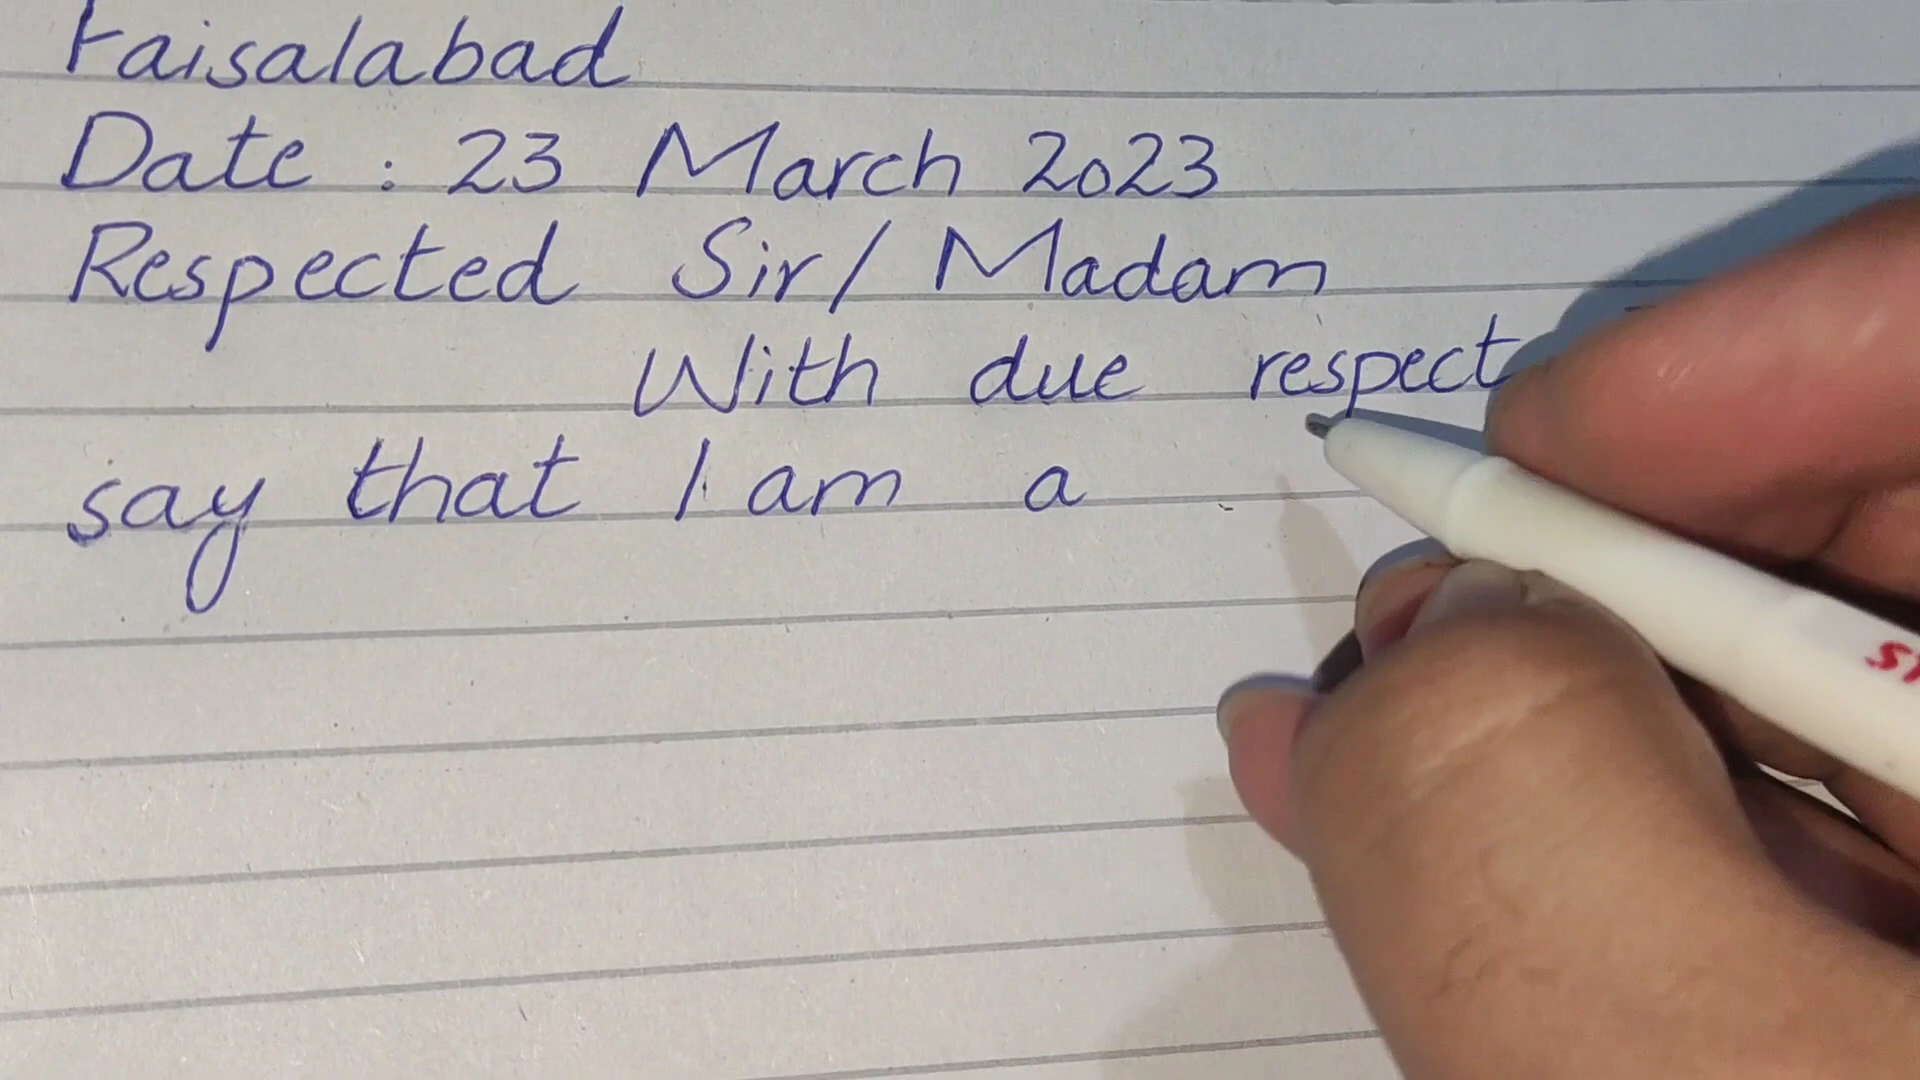 Faisalabad
Date : 23 March 2023
Respected Sir/ Madam
With due respect
say that I am a